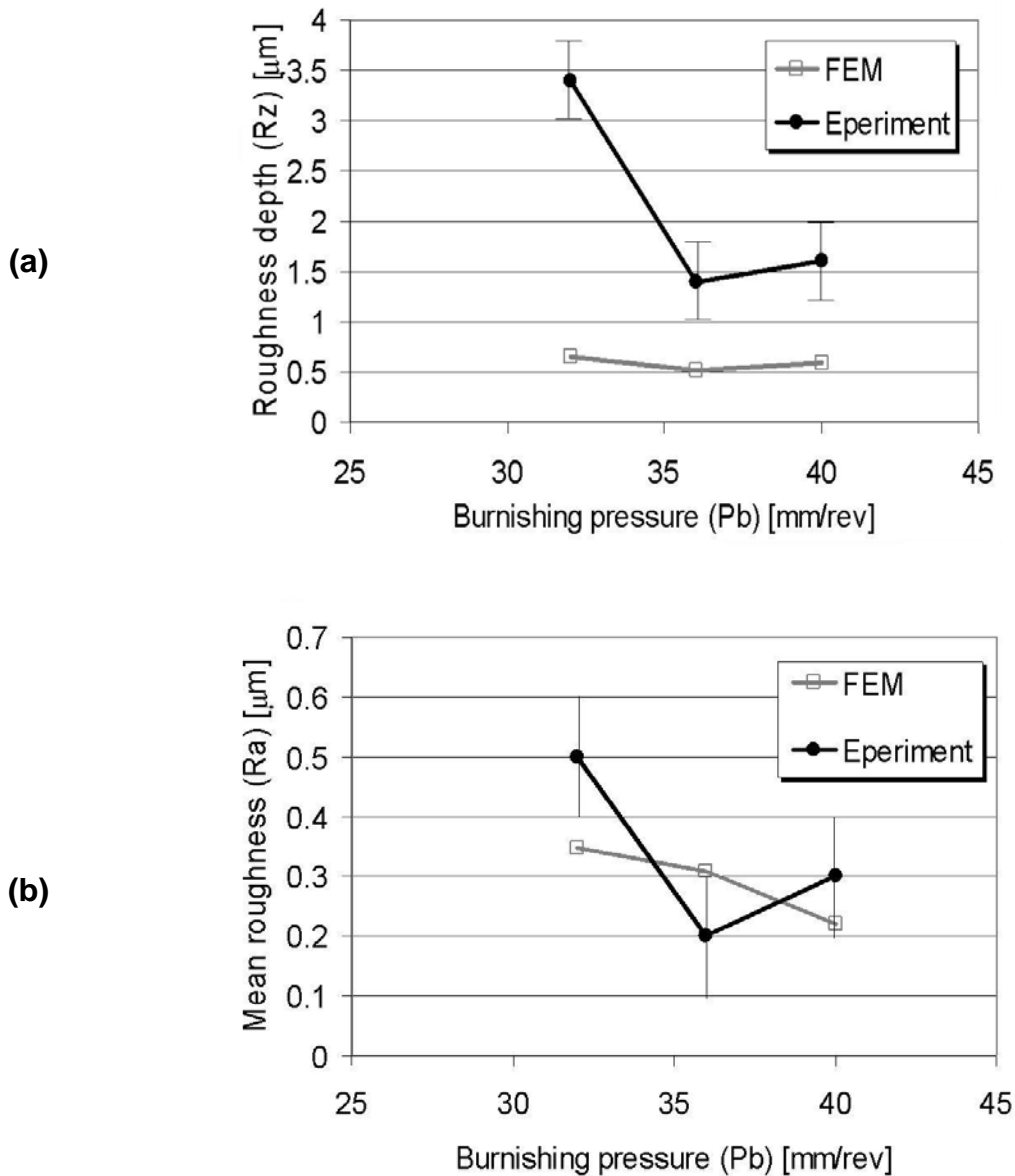 (a)
Roughness depth (Rz) [μm]
4
3.5
3
2.5
2
1.5
1
0.5
0
25 30 35 40 45
Burnishing pressure (Pb) [mm/rev]
FEM
Eperiment
(b)
Mean roughness (Ra) [μm]
0.7
0.6
0.5
0.4
0.3
0.2
0.1
0
25 30 35 40 45
Burnishing pressure (Pb) [mm/rev]
FEM
Eperiment